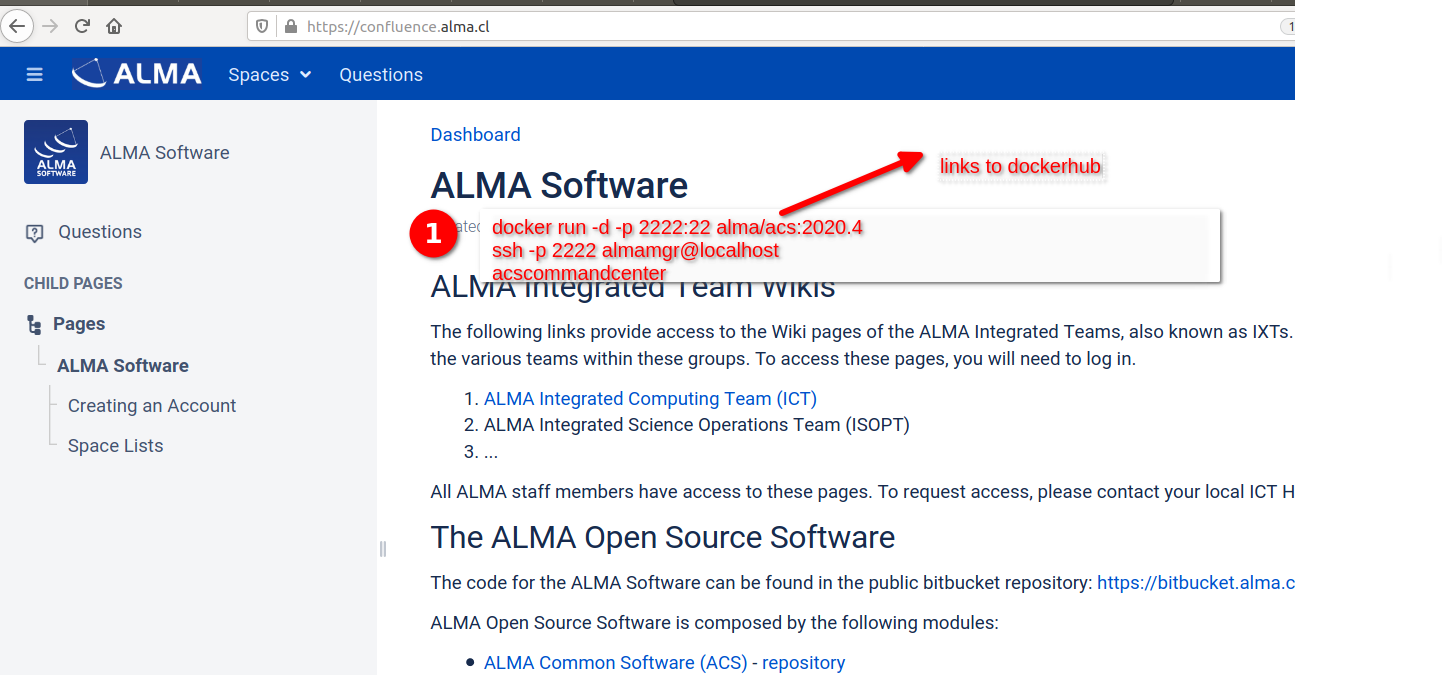 https://confluence.alma.cl
1
ALMA
Spaces
Questions
ALMA SOFTWARE
ALMA Software
Questions
CHILD PAGES
Pages
ALMA Software
Creating an Account
Space Lists
Dashboard
ALMA Software
links to dockerhub
1
docker run -d -p 2222:22 alma/acs:2020.4
ssh -p 2222 almamgr@localhost
acscommandcenter
ALMA Integrated Team Wikis
The following links provide access to the Wiki pages of the ALMA Integrated Teams, also known as IXTs.
the various teams within these groups. To access these pages, you will need to log in.
1. ALMA Integrated Computing Team (ICT)
2. ALMA Integrated Science Operations Team (ISOPT)
3. ...
All ALMA staff members have access to these pages. To request access, please contact your local ICT H
The ALMA Open Source Software
The code for the ALMA Software can be found in the public bitbucket repository: https://bitbucket.alma.c
ALMA Open Source Software is composed by the following modules:
• ALMA Common Software (ACS) - repository